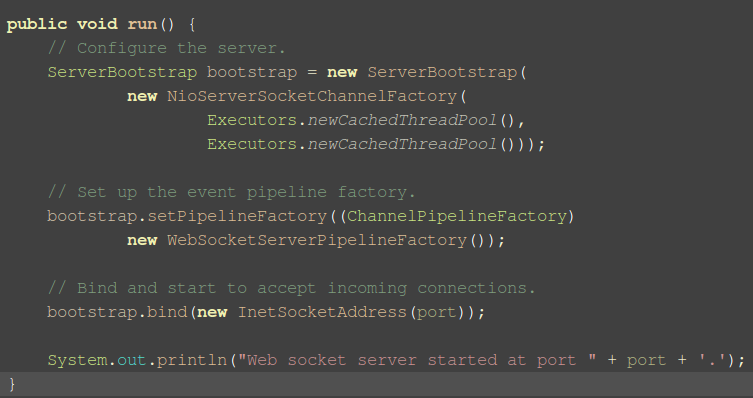 public void run() {
// Configure the server.
ServerBootstrap bootstrap = new ServerBootstrap(
new NioServerSocketChannelFactory(
Executors.newCachedThreadPool(),
Executors.newCachedThreadPool()));
// Set up the event pipeline factory.
bootstrap.setPipelineFactory((ChannelPipelineFactory)
new WebSocketServerPipelineFactory());
// Bind and start to accept incoming connections.
bootstrap.bind(new InetSocketAddress(port));
System.out.println("Web socket server started at port " + port + '.');
}